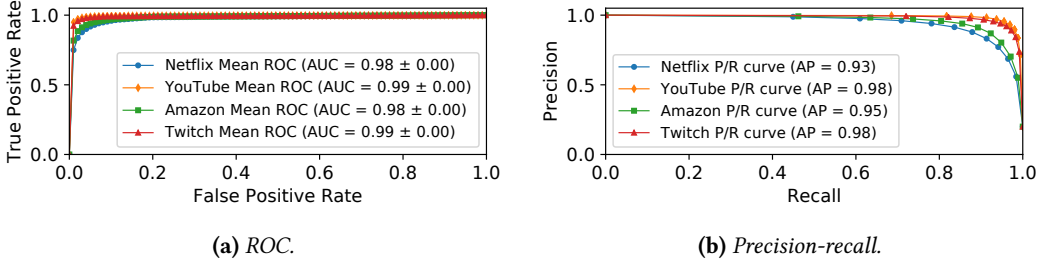 True Positive Rate
1.0
0.5
0.0
Netflix Mean ROC (AUC = 0.98 ± 0.00)
YouTube Mean ROC (AUC = 0.99 ± 0.00)
Amazon Mean ROC (AUC = 0.98 ± 0.00)
Twitch Mean ROC (AUC = 0.99 ± 0.00)
0.0 0.2 0.4 0.6 0.8 1.0
False Positive Rate
(a) ROC.
Precision
1.0
0.5
0.0
Netflix P/R curve (AP = 0.93)
YouTube P/R curve (AP = 0.98)
Amazon P/R curve (AP = 0.95)
Twitch P/R curve (AP = 0.98)
0.0 0.2 0.4 0.6 0.8 1.0
Recall
(b) Precision-recall.